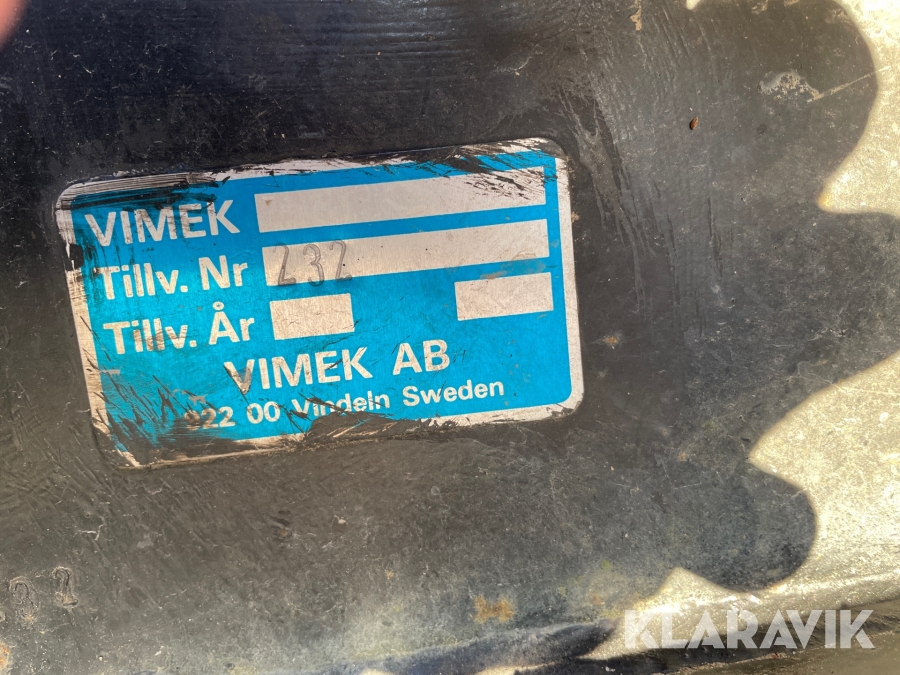 VIMEK
Tillv. Nr 232
Tillv. År
VIMEK AB
922 00 Vindeln Sweden
KLARAVIK